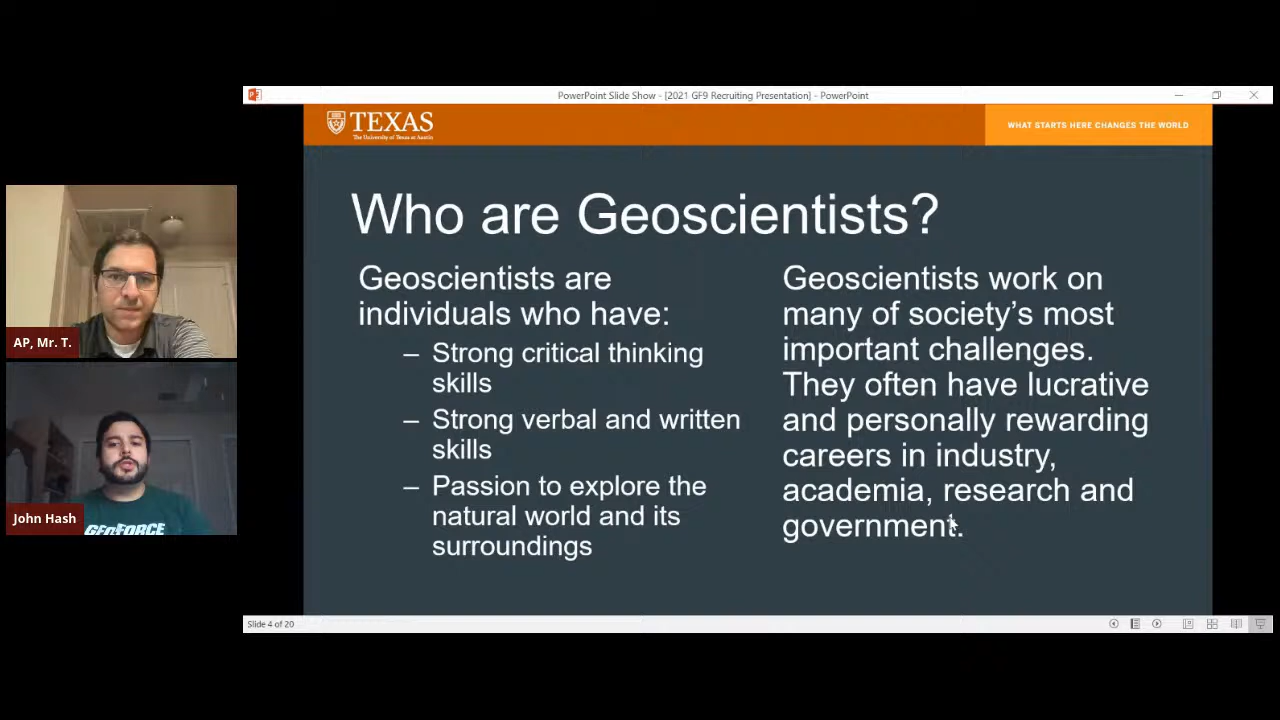 PowerPoint Slide Show - [2021 GF9 Recruiting Presentation] - PowerPoint
TEXAS
The University of Texas at Austin
WHAT STARTS HERE CHANGES THE WORLD
Who are Geoscientists?
Geoscientists are
individuals who have:
– Strong critical thinking
skills
– Strong verbal and written
skills
– Passion to explore the
natural world and its
surroundings
Geoscientists work on
many of society’s most
important challenges.
They often have lucrative
and personally rewarding
careers in industry,
academia, research and
government.
AP, Mr. T.
John Hash
GEOFORCE
Slide 4 of 20